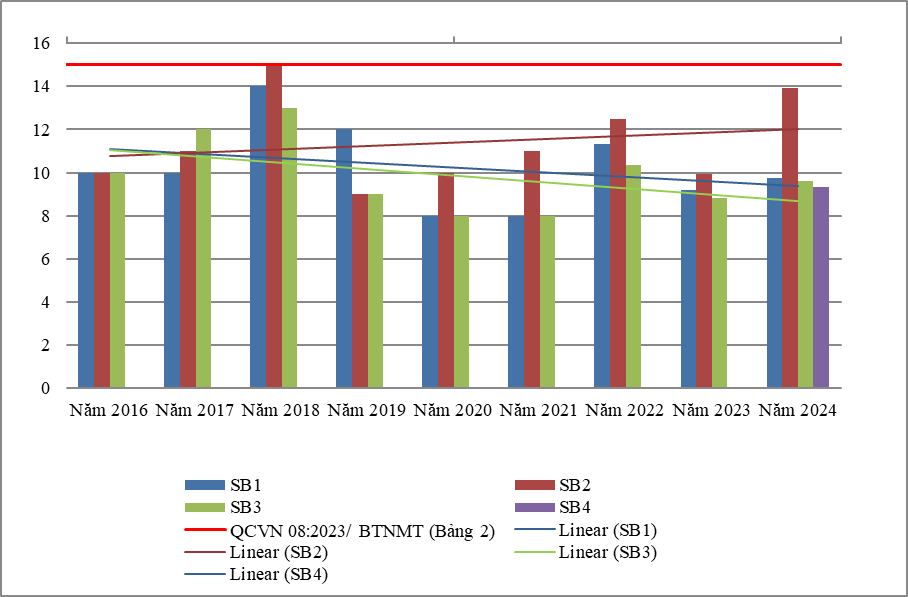 16
14
12
10
8
6
4
2
0
Năm 2016 Năm 2017 Năm 2018 Năm 2019 Năm 2020 Năm 2021 Năm 2022 Năm 2023 Năm 2024
SB1 SB2
SB3 SB4
QCVN 08:2023/ BTNMT (Bảng 2) Linear (SB1)
Linear (SB2) Linear (SB3)
Linear (SB4)